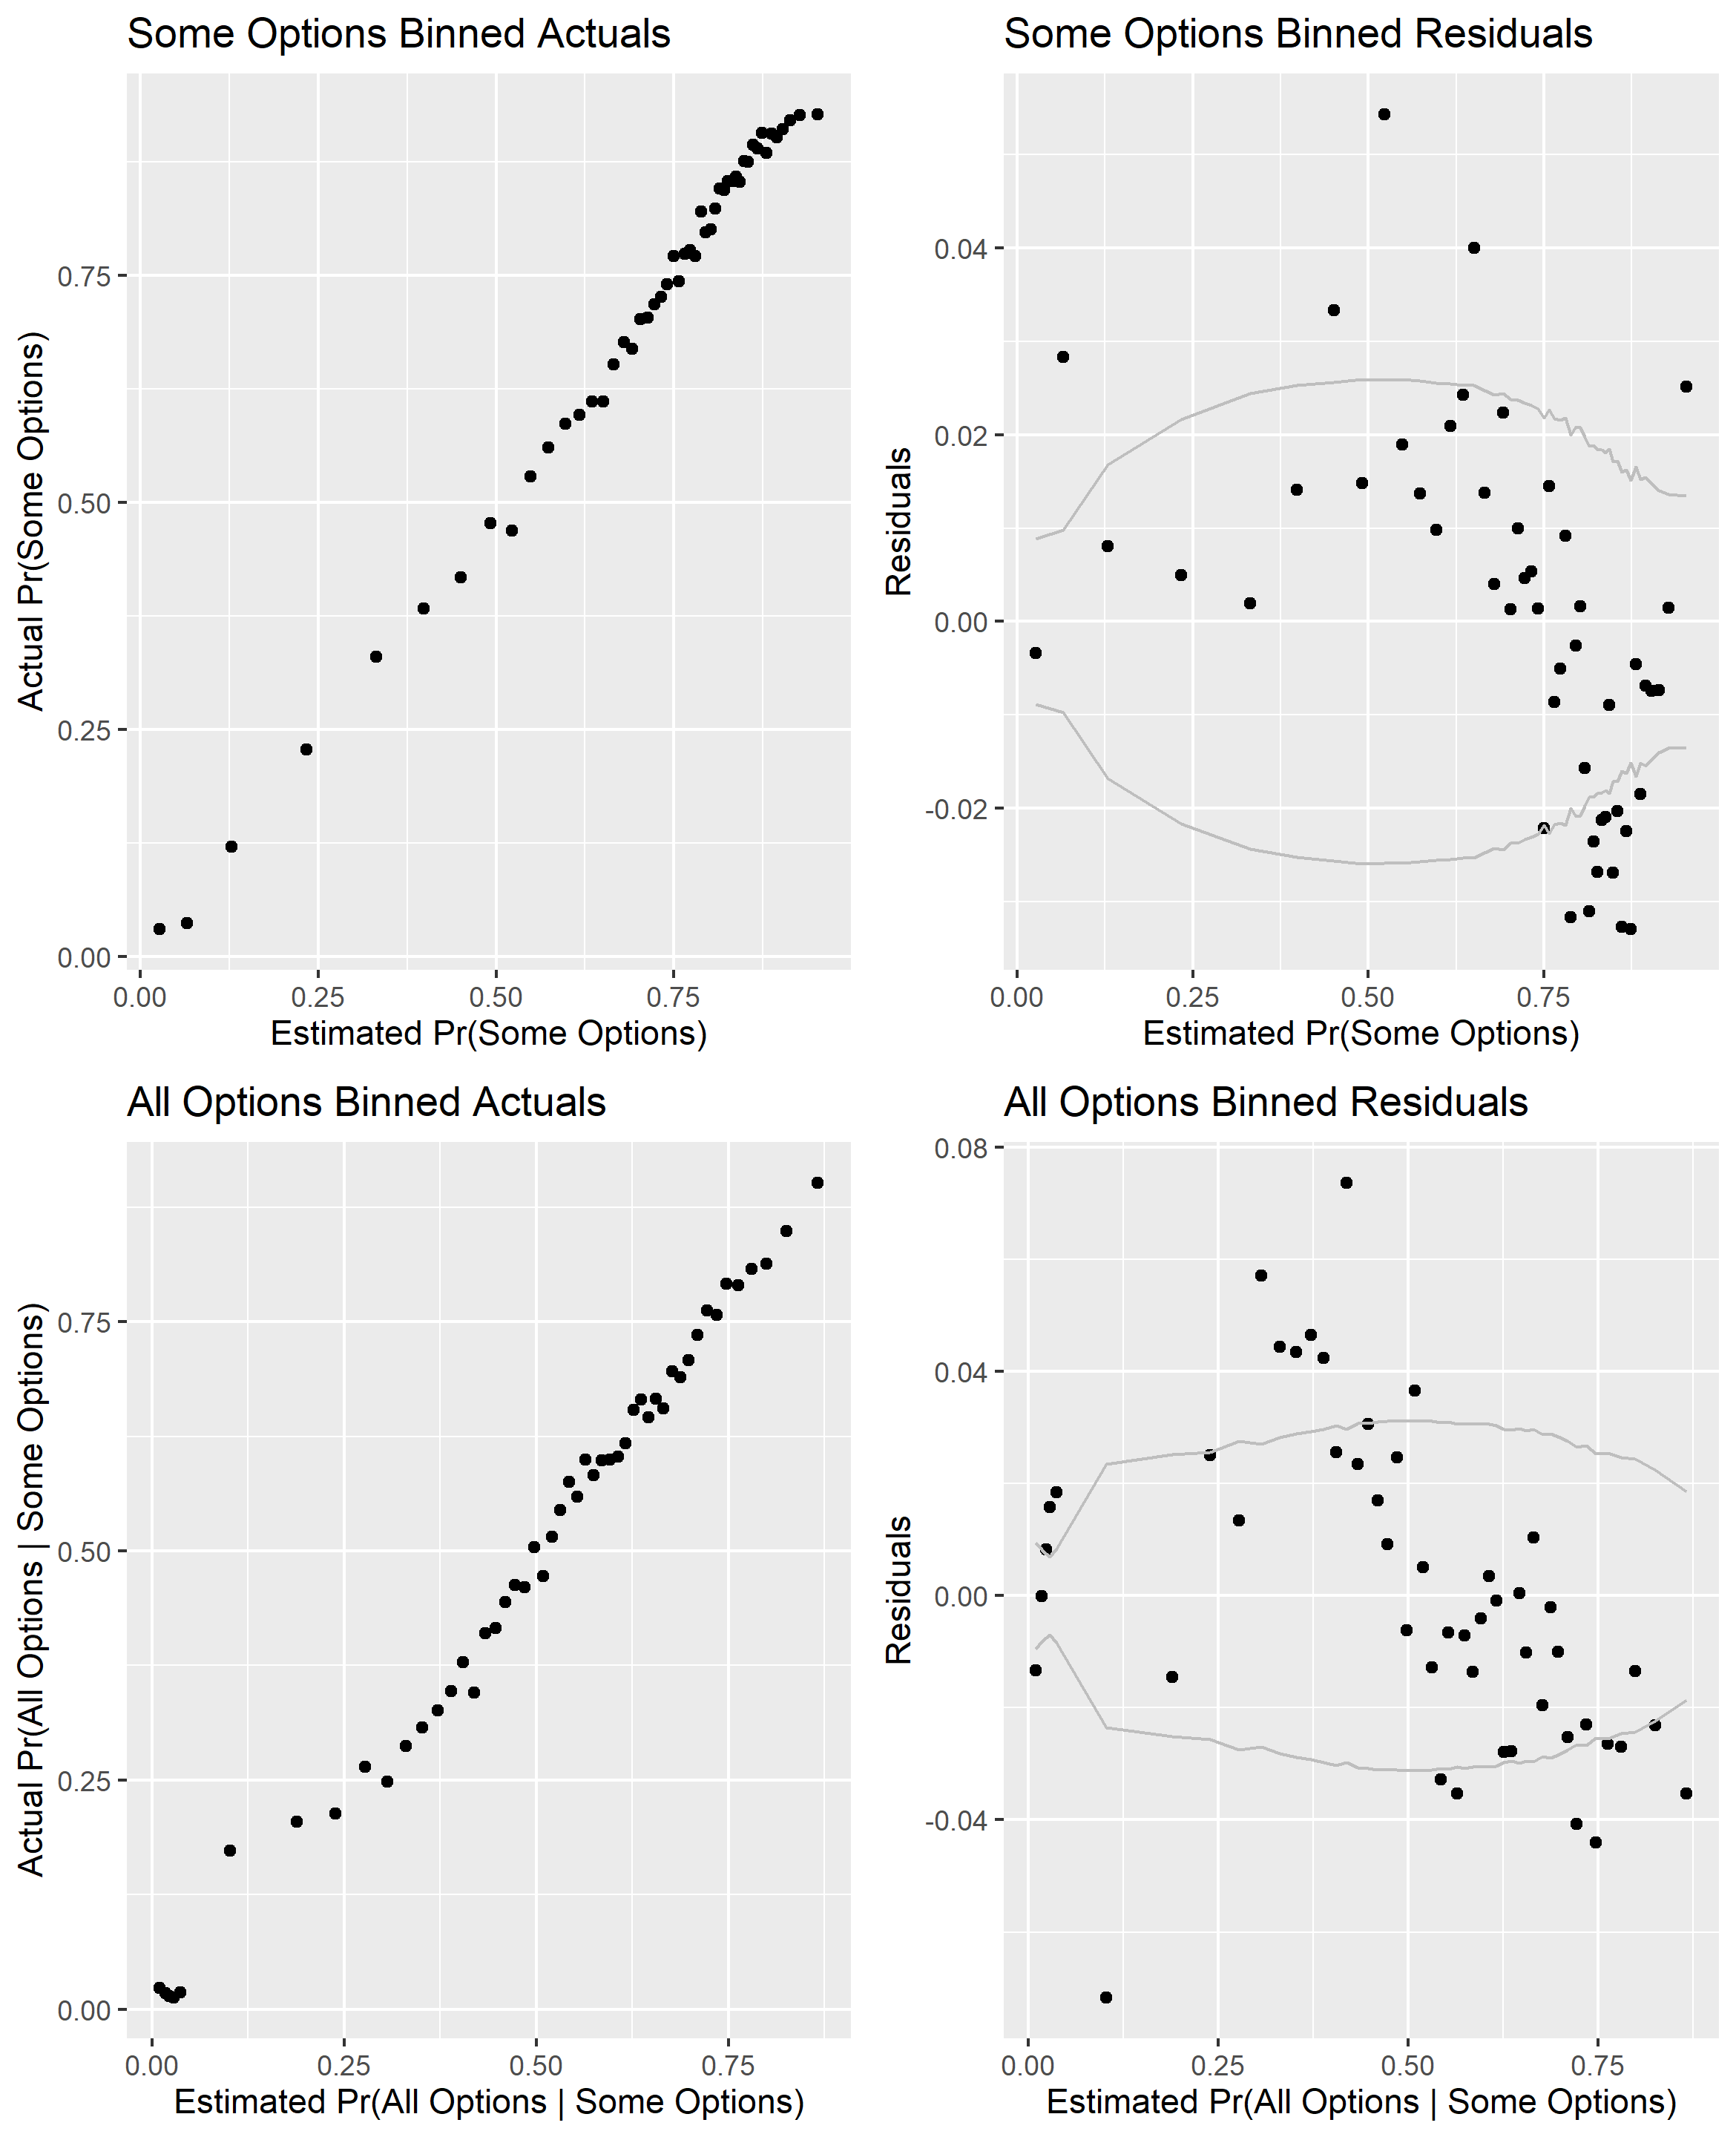 Some Options Binned Actuals
Actual Pr(Some Options)
0.75
0.50
0.25
0.00
0.00 0.25 0.50 0.75
Estimated Pr(Some Options)
Some Options Binned Residuals
Residuals
0.04
0.02
0.00
-0.02
0.00 0.25 0.50 0.75
Estimated Pr(Some Options)
All Options Binned Actuals
Actual Pr(All Options | Some Options)
0.75
0.50
0.25
0.00
0.00 0.25 0.50 0.75
Estimated Pr(All Options | Some Options)
All Options Binned Residuals
Residuals
0.08
0.04
0.00
-0.04
0.00 0.25 0.50 0.75
Estimated Pr(All Options | Some Options)